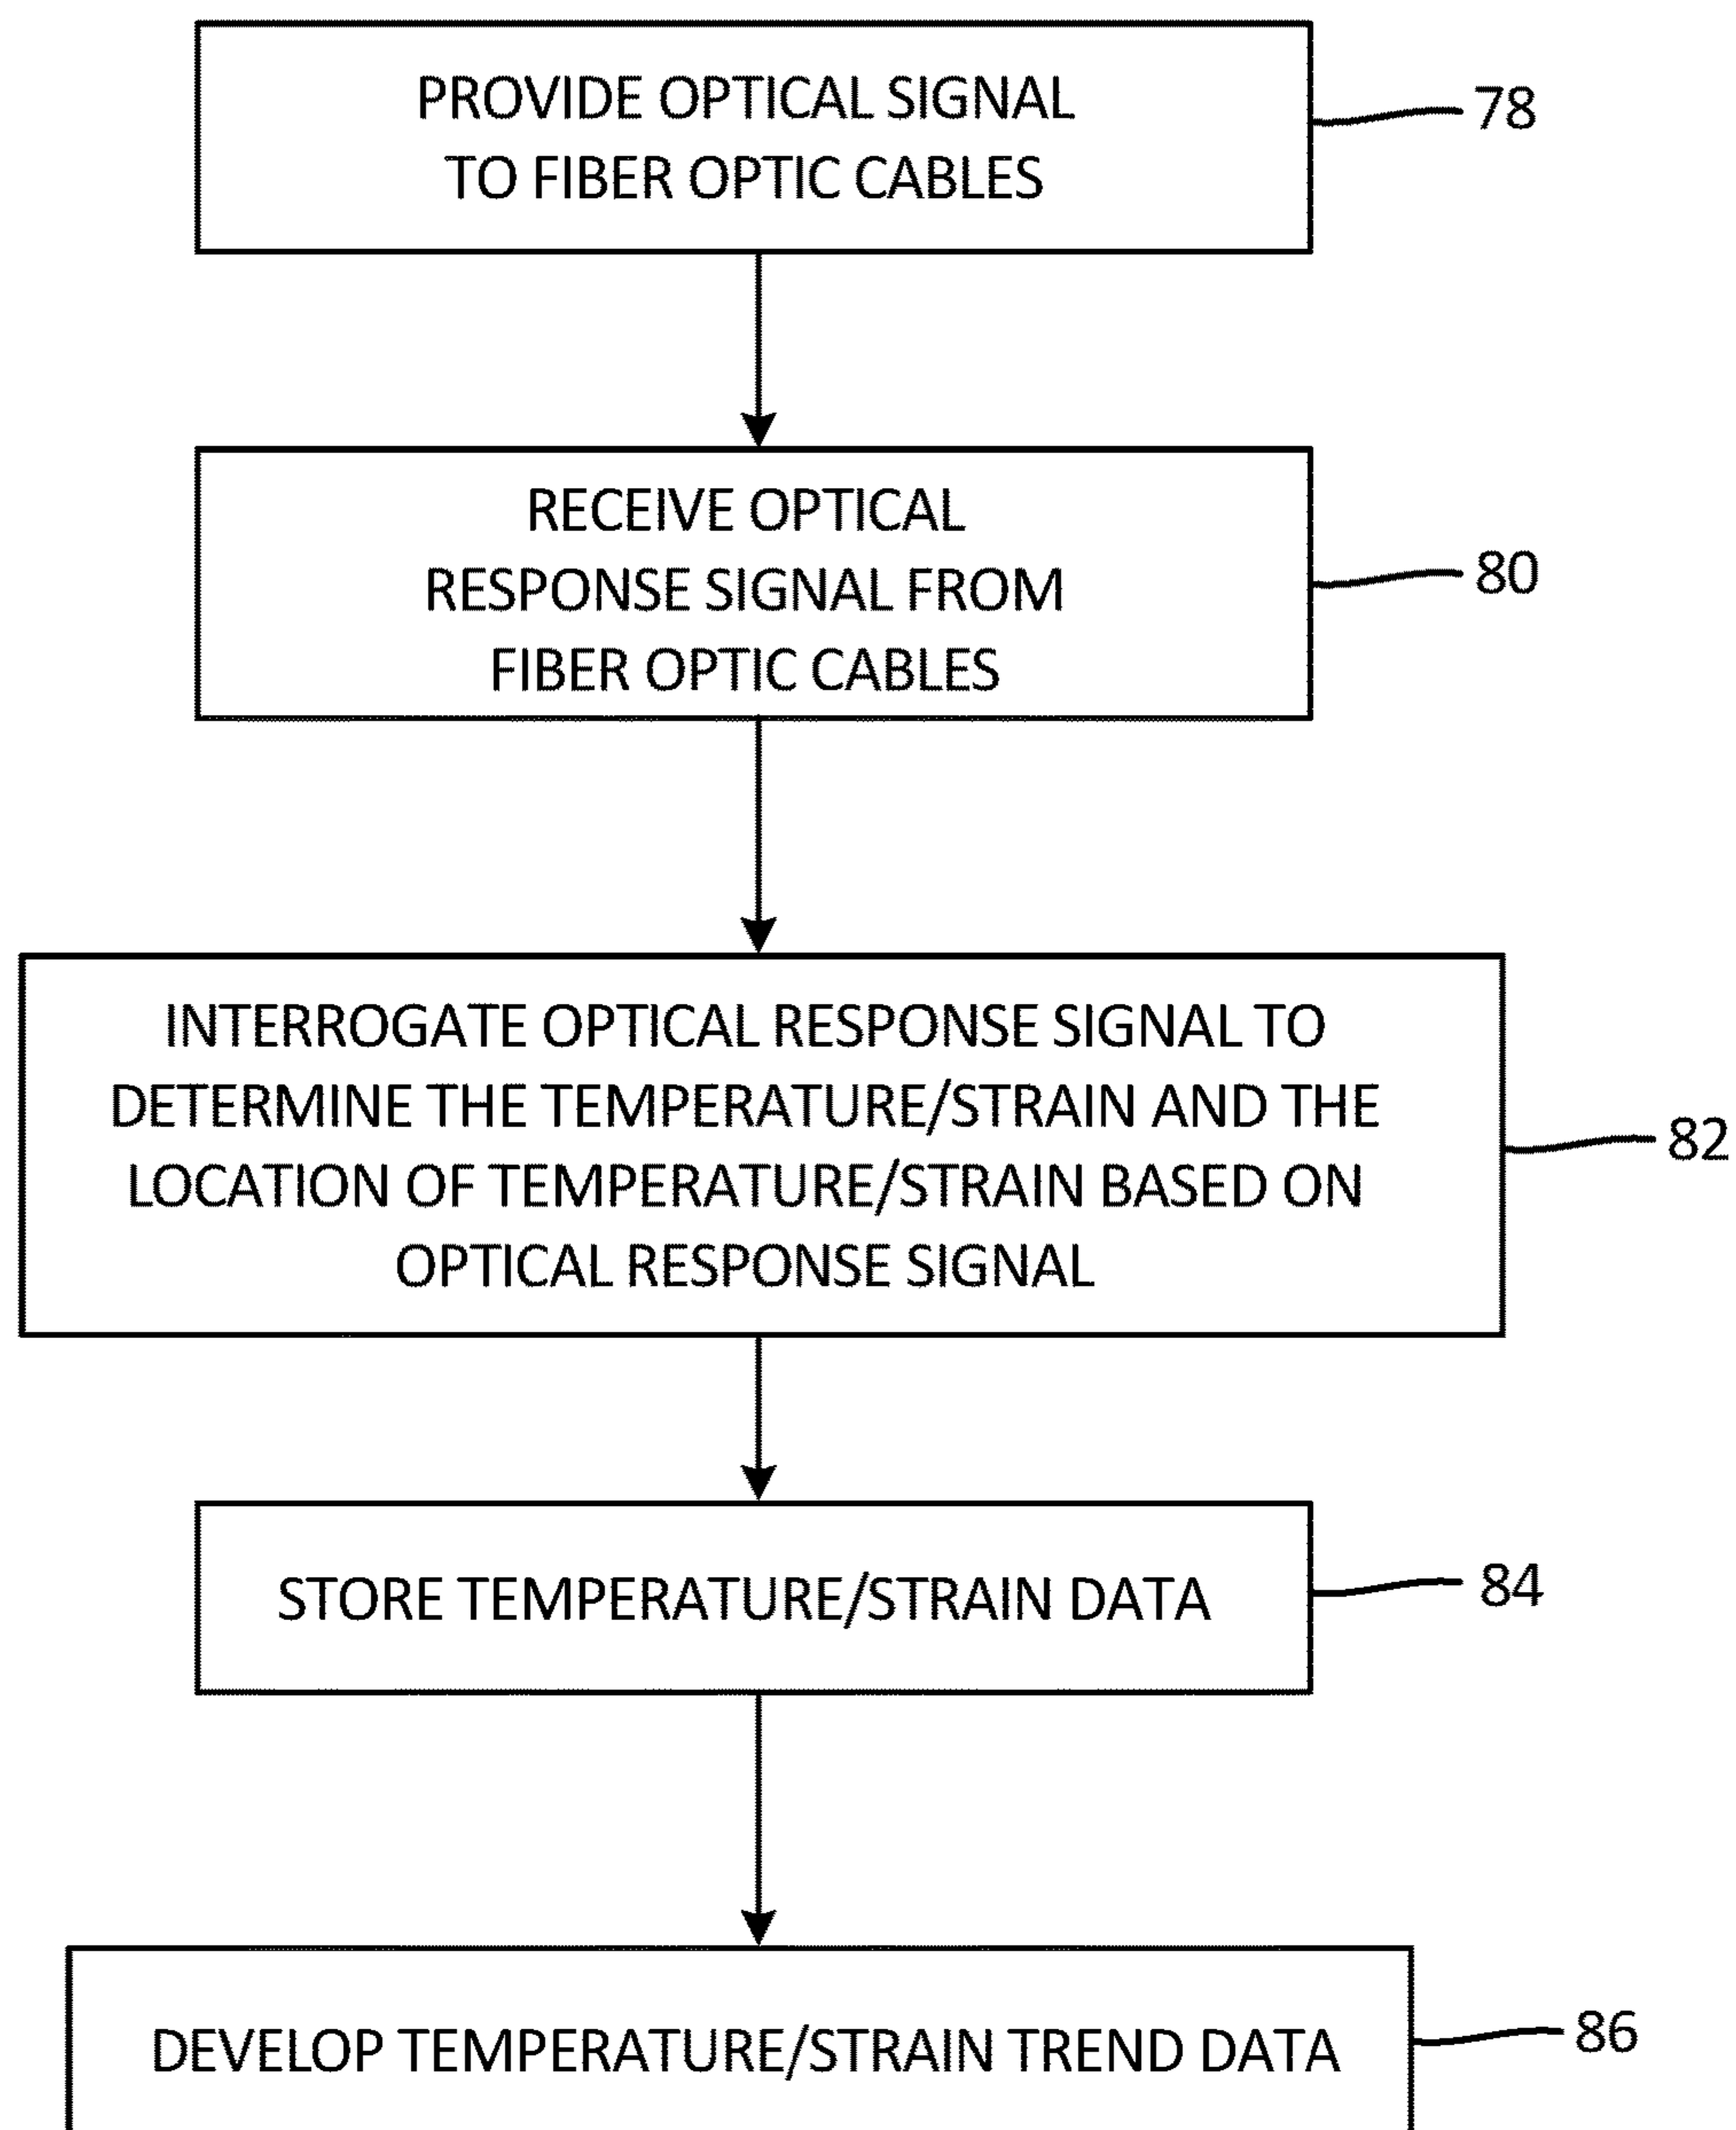 PROVIDE OPTICAL SIGNAL
TO FIBER OPTIC CABLES
78
RECEIVE OPTICAL
RESPONSE SIGNAL FROM
FIBER OPTIC CABLES
80
INTERROGATE OPTICAL RESPONSE SIGNAL TO
DETERMINE THE TEMPERATURE/STRAIN AND THE
LOCATION OF TEMPERATURE/STRAIN BASED ON
OPTICAL RESPONSE SIGNAL
82
STORE TEMPERATURE/STRAIN DATA
84
DEVELOP TEMPERATURE/STRAIN TREND DATA
86